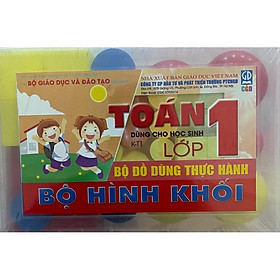 BỘ GIÁO DỤC VÀ ĐÀO TẠO
NHÀ XUẤT BẢN GIÁO DỤC VIỆT NAM
CÔNG TY CP ĐẦU TƯ VÀ PHÁT TRIỂN TRƯỜNG PTCNGD
CGD
TOÁN 1
DÙNG CHO HỌC SINH
K-T1
LỚP
BỘ ĐỒ DÙNG THỰC HÀNH
BỘ HÌNH KHỐI